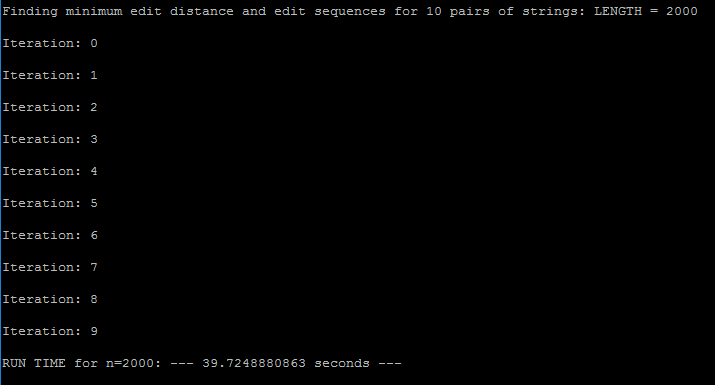 Finding minimum edit distance and edit sequences for 10 pairs of strings: LENGTH = 2000
Iteration: 0
Iteration: 1
Iteration: 2
Iteration: 3
Iteration: 4
Iteration: 5
Iteration: 6
Iteration: 7
Iteration: 8
Iteration: 9
RUN TIME for n=2000: --- 39.7248880863 seconds ---